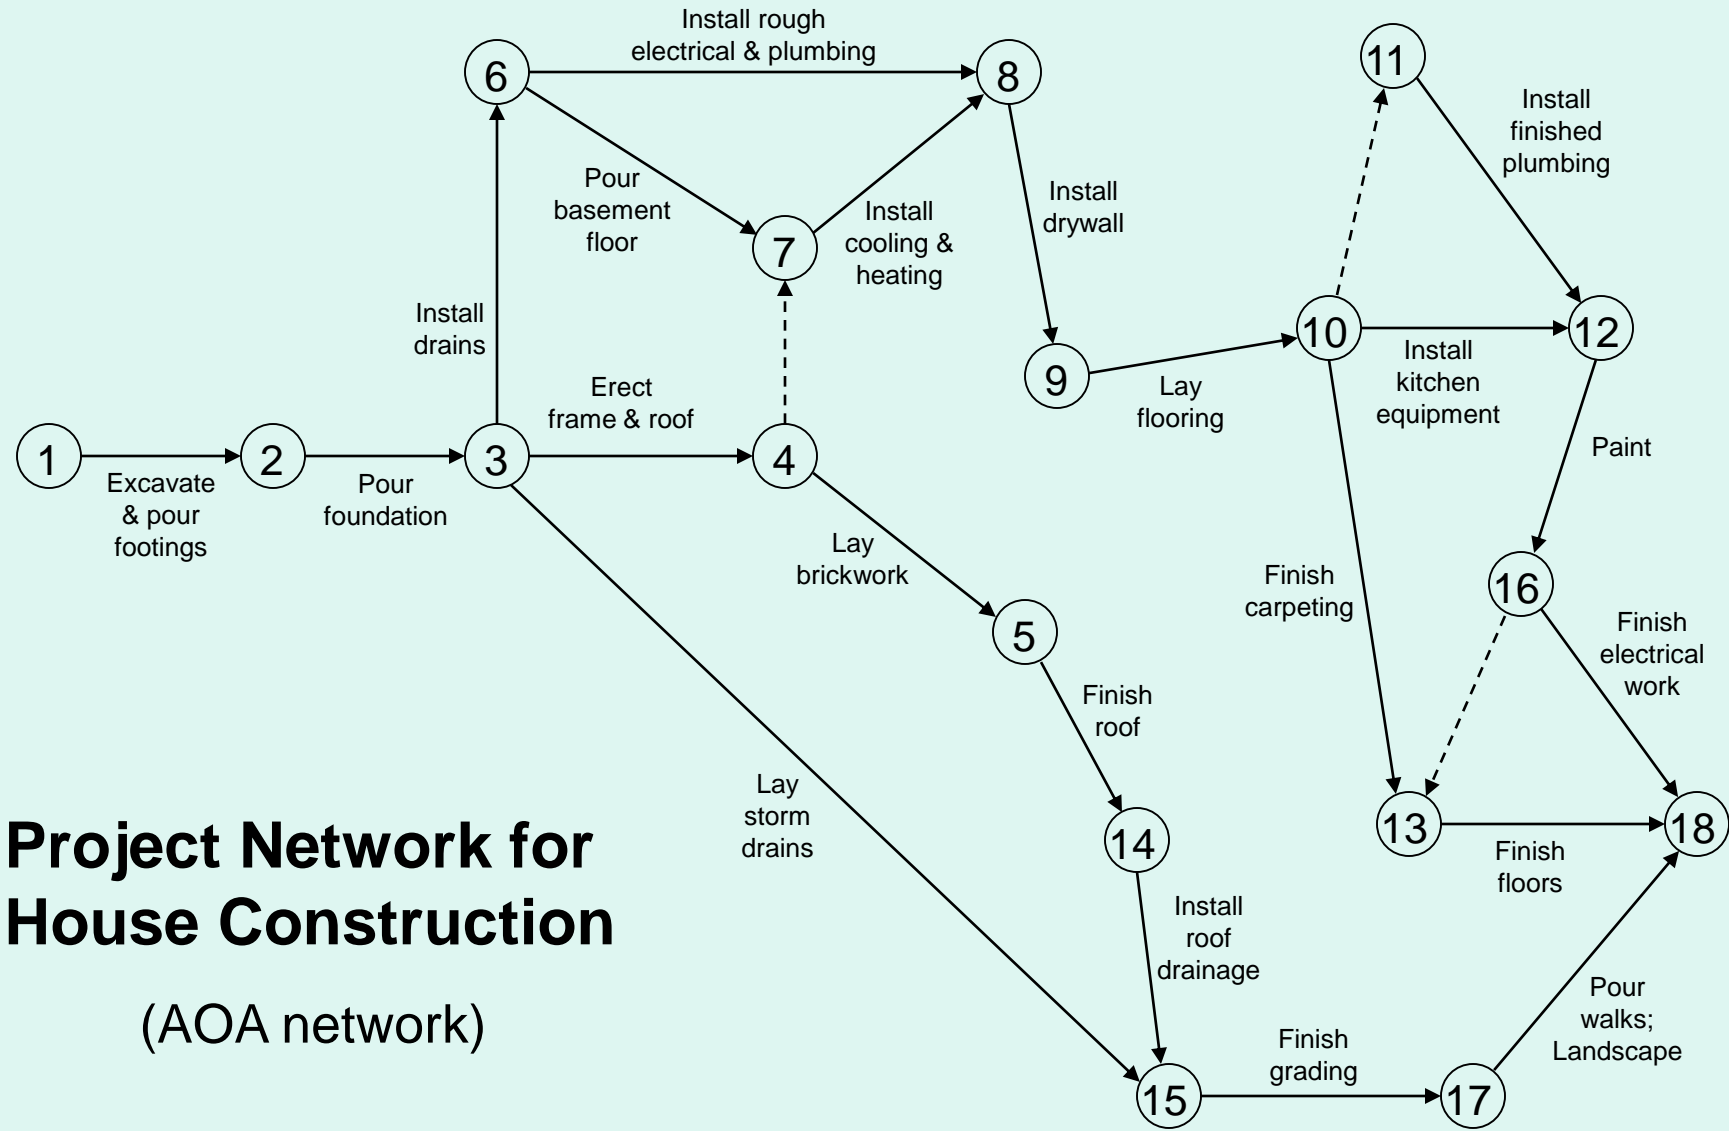 Install rough
electrical & plumbing
6
8
11
Install
finished
plumbing
Pour
basement
floor
Install
cooling &
heating
Install
drywall
7
Install
drains
10
12
Install
kitchen
equipment
9
Lay
flooring
Erect
frame & roof
1
2
3
4
Paint
Excavate
& pour
footings
Pour
foundation
Lay
brickwork
Finish
carpeting
16
5
Finish
electrical
work
Finish
roof
Lay
storm
drains
14
13
18
Finish
floors
Project Network for
House Construction
(AOA network)
Install
roof
drainage
Pour
walks;
Landscape
Finish
grading
15
17